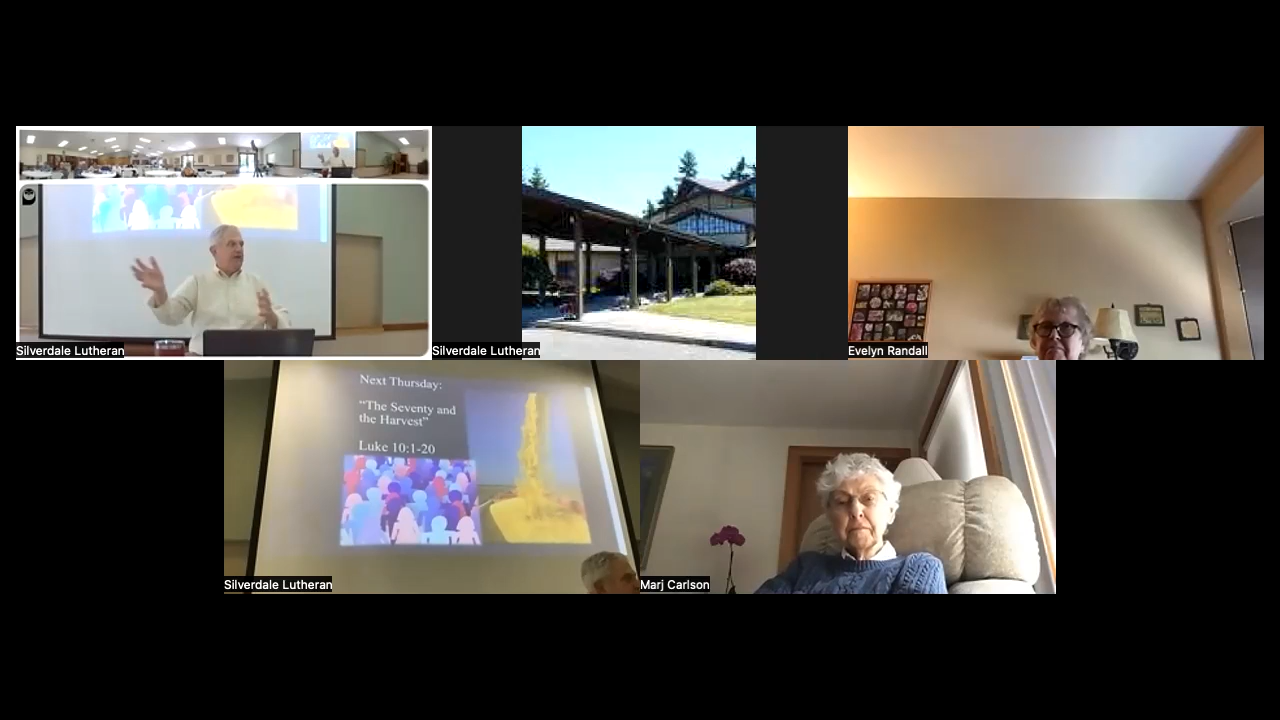 Silverdale Lutheran
Silverdale Lutheran
Evelyn Randall
Next Thursday:
“The Seventy and
the Harvest”
Luke 10:1-20
Silverdale Lutheran
Marj Carlson